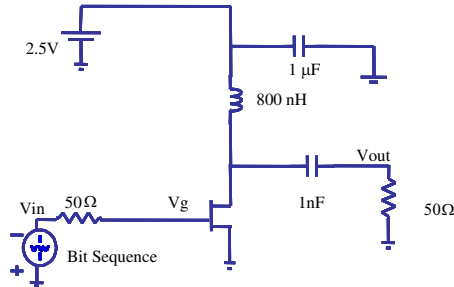 2.5V
1 μF
800 nH
Vout
Vin
50Ω
Vg
1nF
50Ω
Bit Sequence